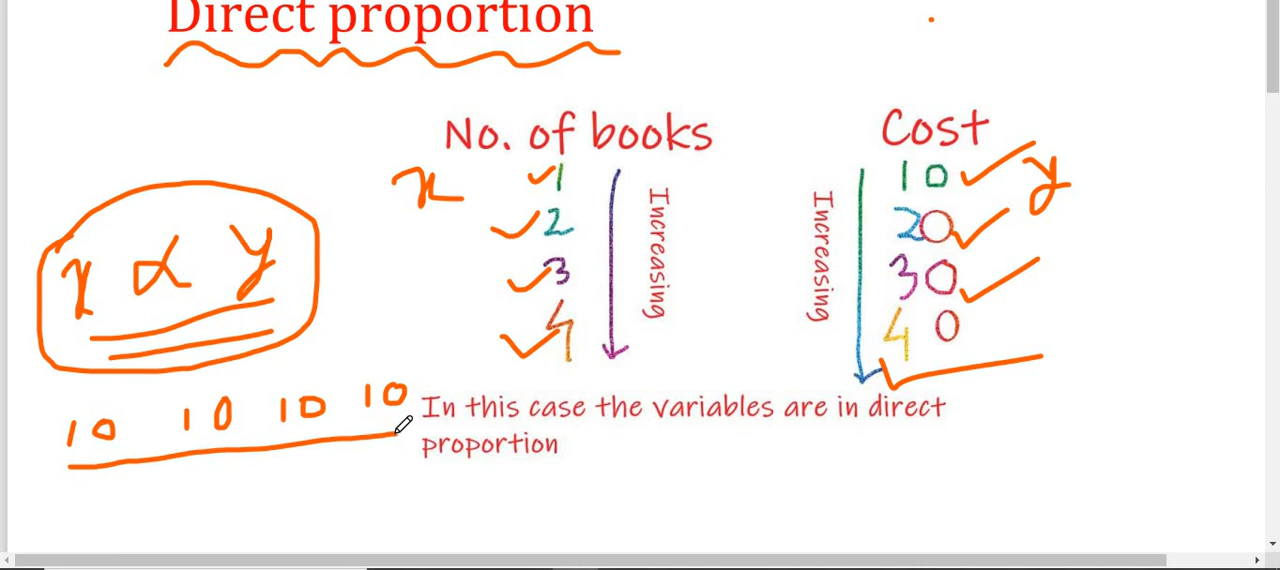 Direct proportion
No. of books Cost
x 1 10 y
2 20
3 30
4 40
Increasing Increasing
x ∝ y
10 10 10 10
In this case the variables are in direct
proportion